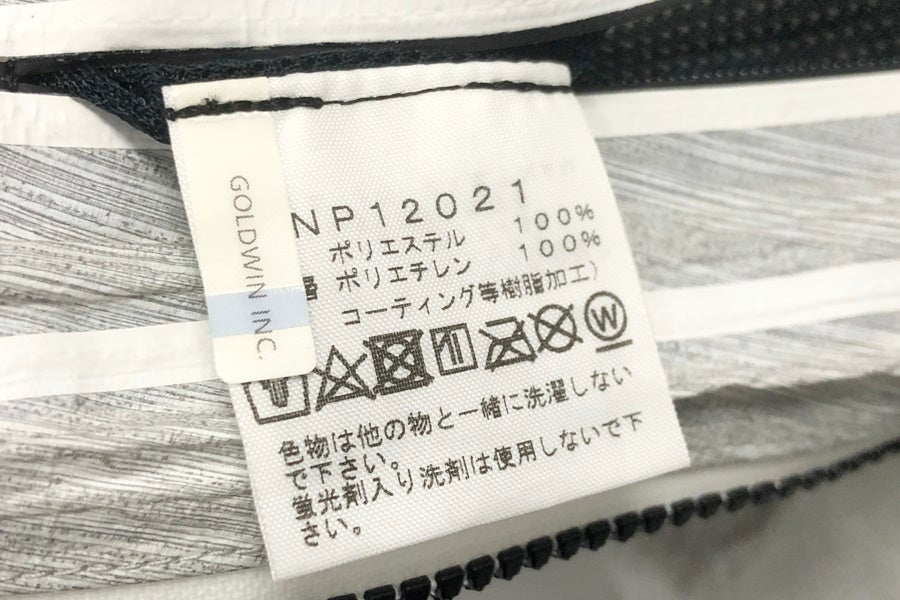 GOLDWIN INC.
NP12021
ポリエステル 100%
ポリエチレン 100%
コーティング等樹脂加工)
W
色物は他の物と一緒に洗濯しない
で下さい。
蛍光剤入り洗剤は使用しないで下
さい。